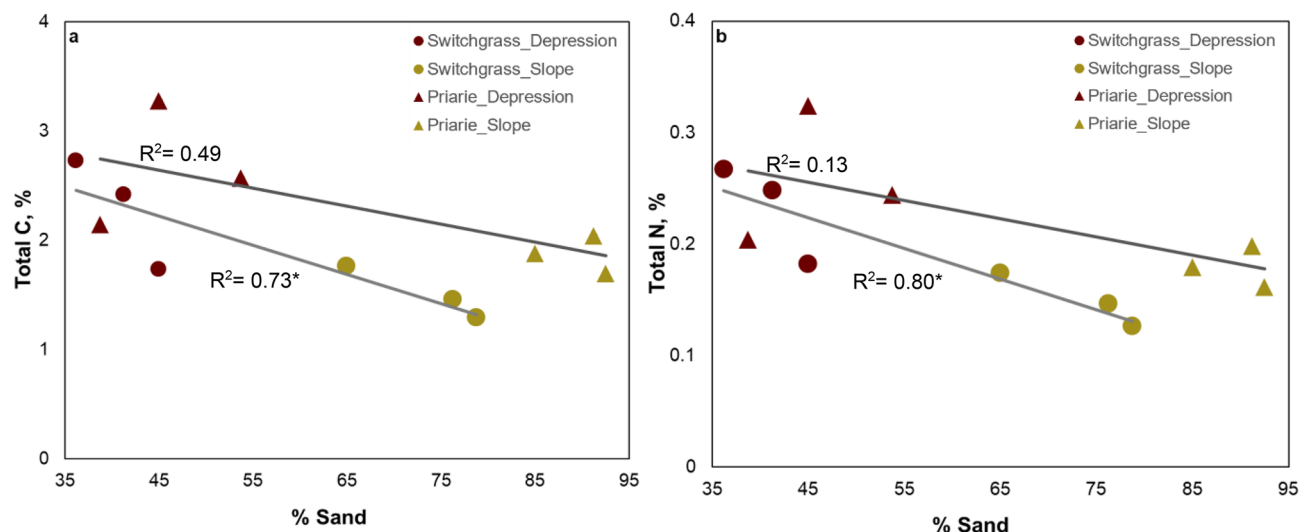 a
Switchgrass_Depression
Switchgrass_Slope
Priarie_Depression
Priarie_Slope
R²= 0.49
R²= 0.73*
Total C, %
4
3
2
1
0
35 45 55 65 75 85 95
% Sand
b
Switchgrass_Depression
Switchgrass_Slope
Priarie_Depression
Priarie_Slope
R²= 0.13
R²= 0.80*
Total N, %
0.4
0.3
0.2
0.1
0
35 45 55 65 75 85 95
% Sand